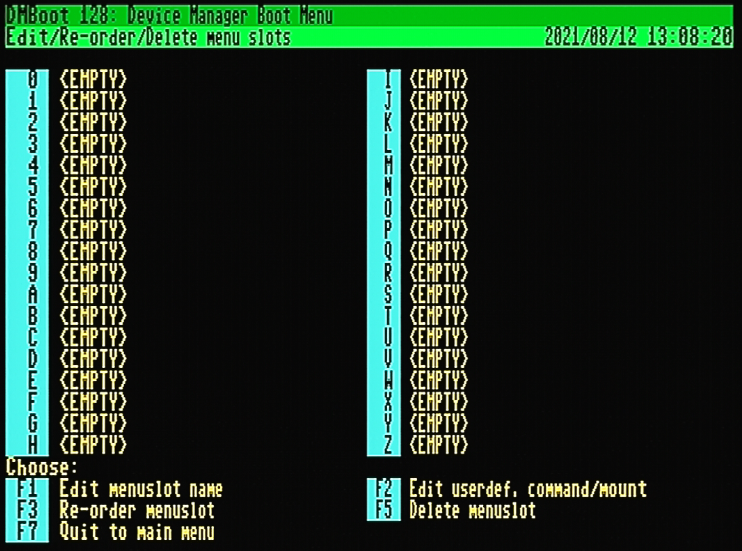 DMBoot 128: Device Manager Boot Menu
Edit/Re-order/Delete menu slots 2021/08/12 13:08:20
0 <EMPTY> I <EMPTY>
1 <EMPTY> J <EMPTY>
2 <EMPTY> K <EMPTY>
3 <EMPTY> L <EMPTY>
4 <EMPTY> M <EMPTY>
5 <EMPTY> N <EMPTY>
6 <EMPTY> O <EMPTY>
7 <EMPTY> P <EMPTY>
8 <EMPTY> Q <EMPTY>
9 <EMPTY> R <EMPTY>
A <EMPTY> S <EMPTY>
B <EMPTY> T <EMPTY>
C <EMPTY> U <EMPTY>
D <EMPTY> V <EMPTY>
E <EMPTY> W <EMPTY>
F <EMPTY> X <EMPTY>
G <EMPTY> Y <EMPTY>
H <EMPTY> Z <EMPTY>
Choose:
F1 Edit menuslot name F2 Edit userdef. command/mount
F3 Re-order menuslot F5 Delete menuslot
F7 Quit to main menu